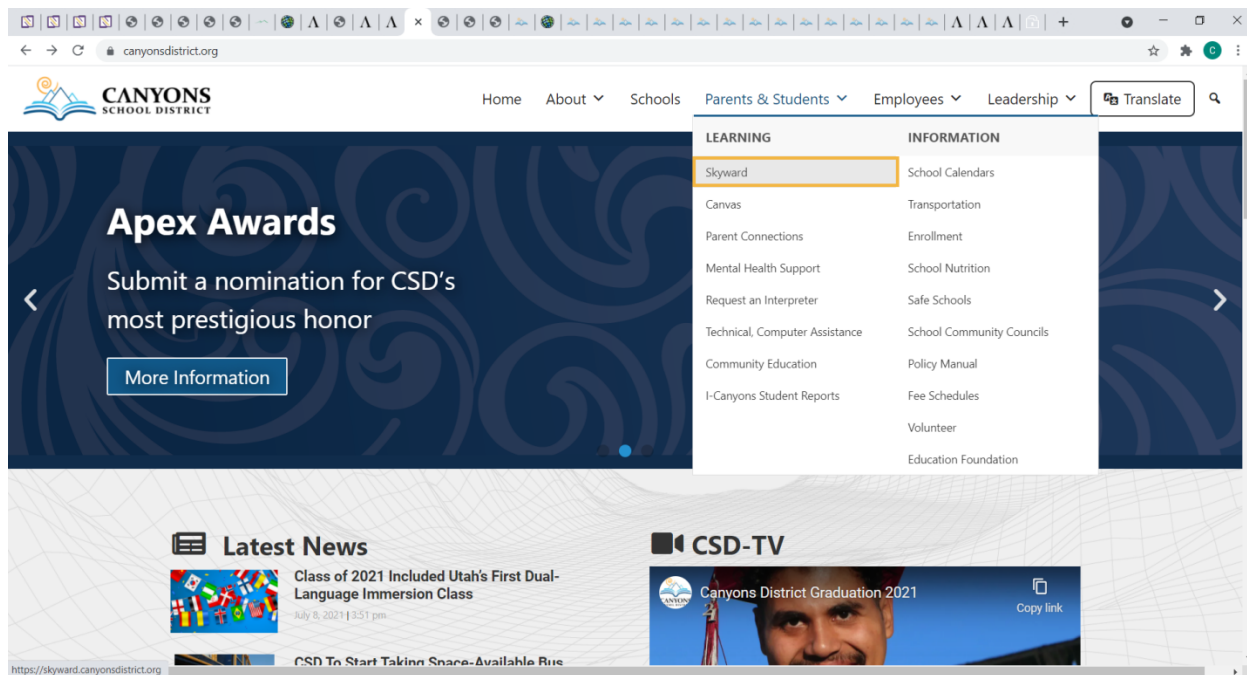 canyonsdistrict.org
CANYONS
SCHOOL DISTRICT
Home About Schools Parents & Students Employees Leadership Translate
LEARNING
Skyward
Canvas
Parent Connections
Mental Health Support
Request an Interpreter
Technical, Computer Assistance
Community Education
I-Canyons Student Reports
INFORMATION
School Calendars
Transportation
Enrollment
School Nutrition
Safe Schools
School Community Councils
Policy Manual
Fee Schedules
Volunteer
Education Foundation
Apex Awards
Submit a nomination for CSD's
most prestigious honor
More Information
Latest News
Class of 2021 Included Utah's First Dual-
Language Immersion Class
July 8, 2021 | 3:51 pm
CSD To Start Taking Space-Available Bus
CSD-TV
CANYONS
Canyons District Graduation 2021
Copy link
https://skyward.canyonsdistrict.org